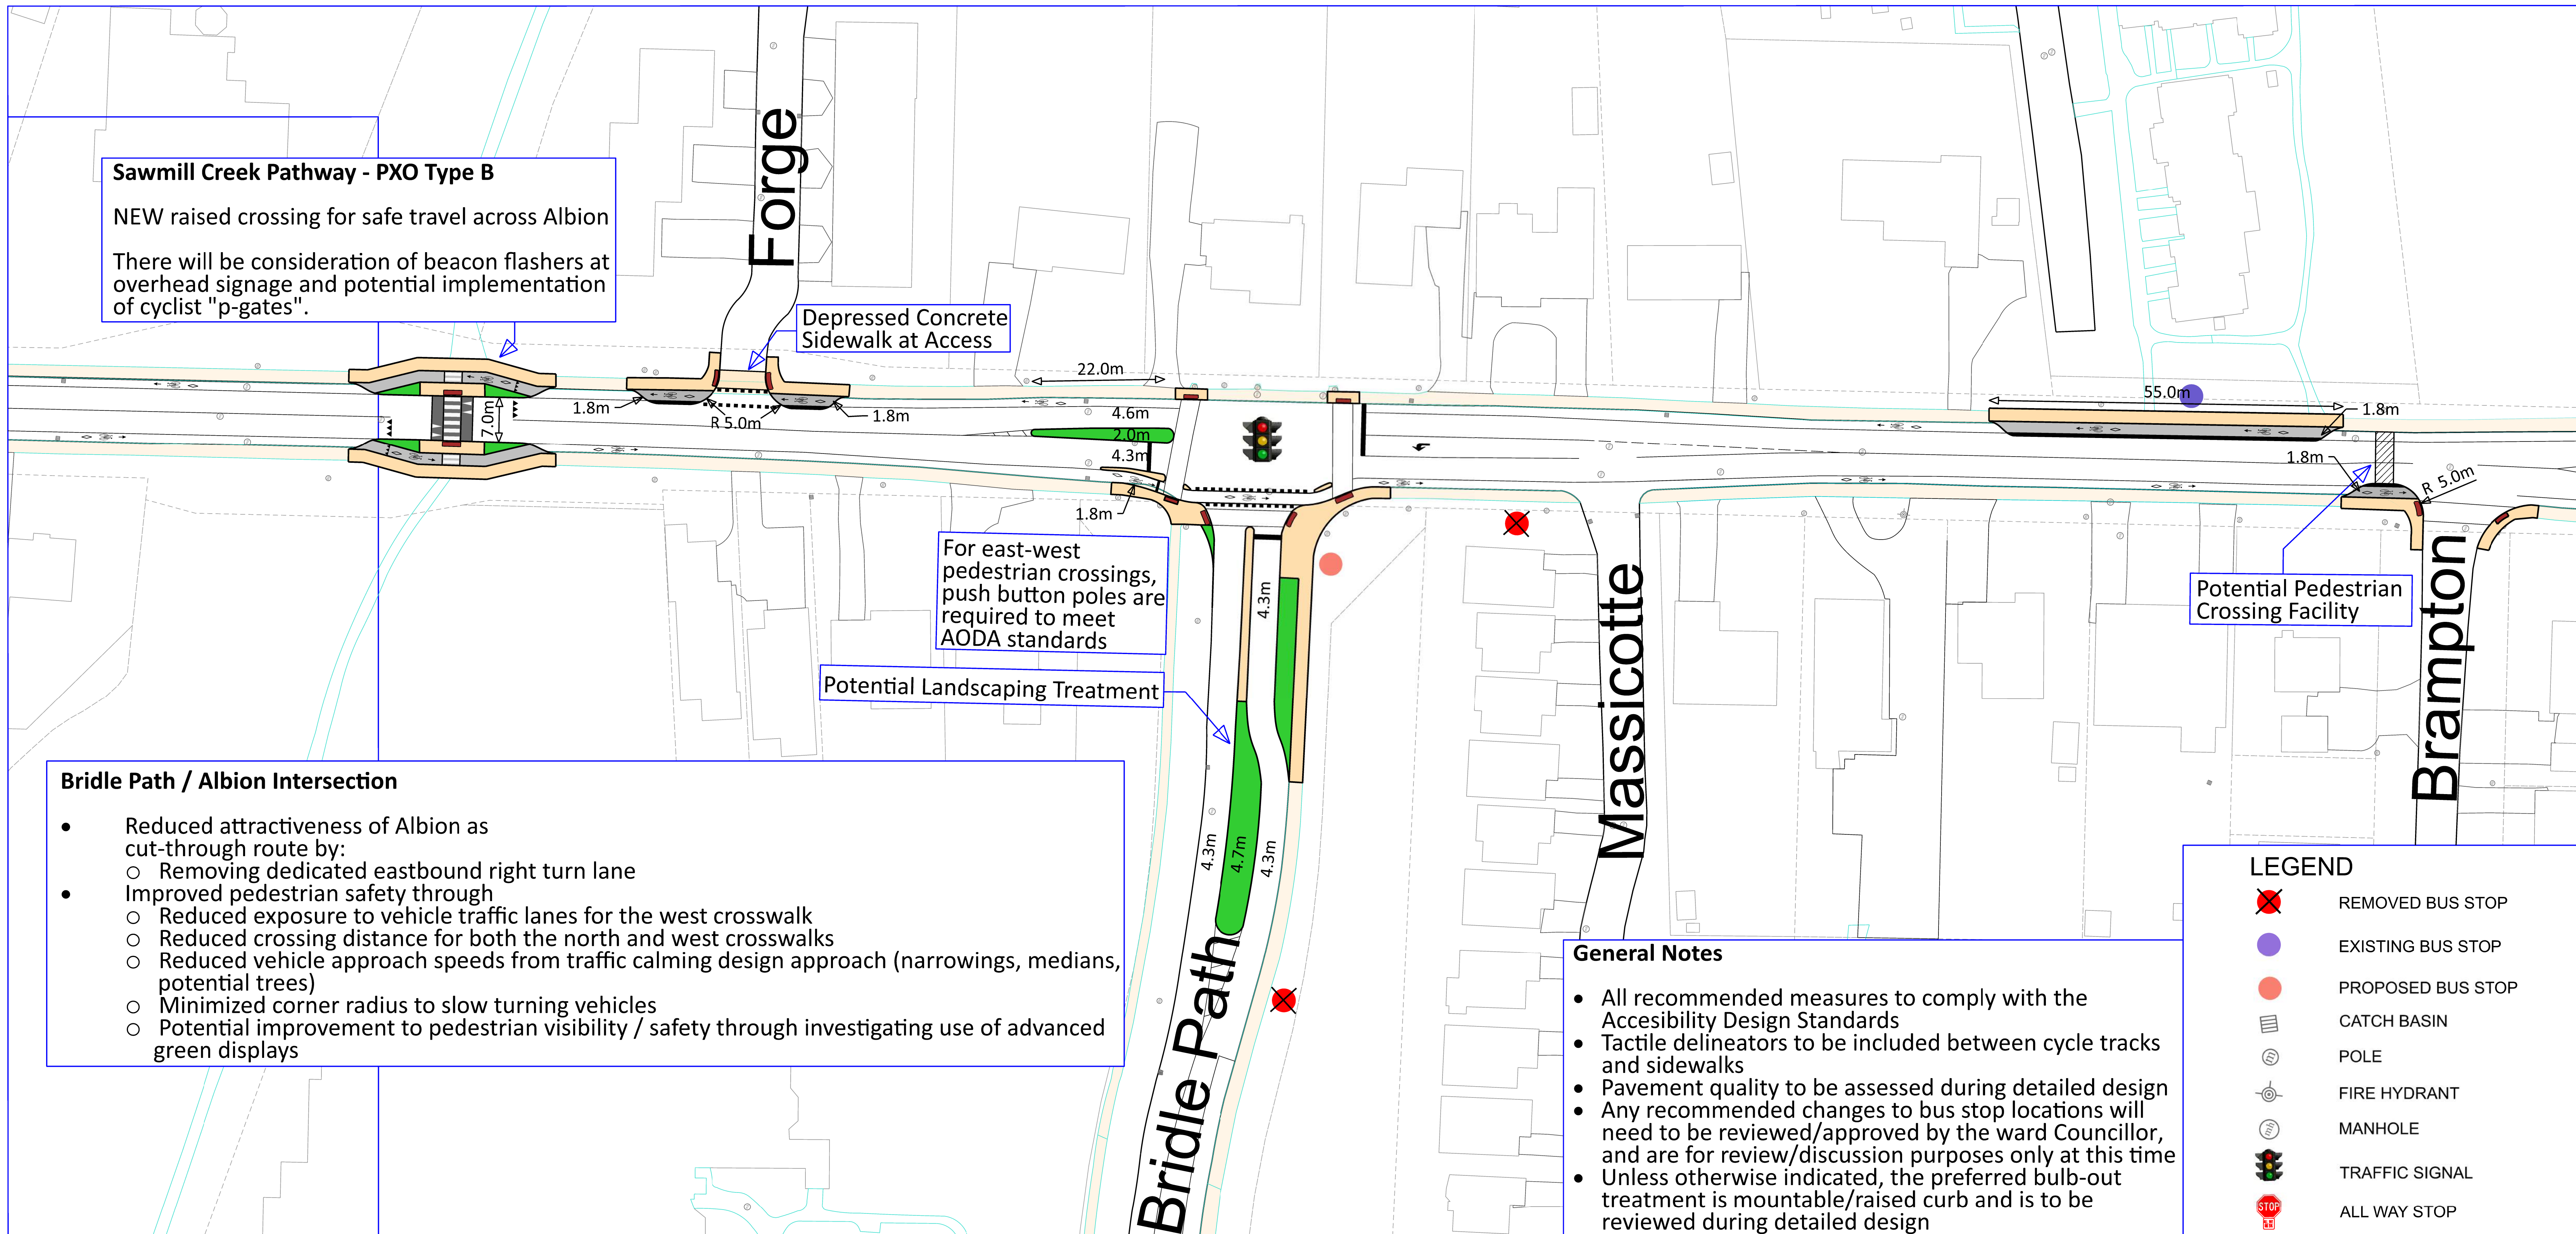 Sawmill Creek Pathway - PXO Type B
NEW raised crossing for safe travel across Albion
There will be consideration of beacon flashers at
overhead signage and potential implementation
of cyclist "p-gates".
Forge
Depressed Concrete
Sidewalk at Access
22.0m
55.0m
1.8m
7.0m
1.8m
R 5.0m
1.8m
4.6m
2.0m
4.3m
1.8m
1.8m
R 5.0m
For east-west
pedestrian crossings,
push button poles are
required to meet
AODA standards
4.3m
Potential Pedestrian
Crossing Facility
Potential Landscaping Treatment
Massicotte
Brampton
4.3m
4.7m
4.3m
Bridle Path
Bridle Path / Albion Intersection
• Reduced attractiveness of Albion as
cut-through route by:
o Removing dedicated eastbound right turn lane
• Improved pedestrian safety through
o Reduced exposure to vehicle traffic lanes for the west crosswalk
o Reduced crossing distance for both the north and west crosswalks
o Reduced vehicle approach speeds from traffic calming design approach (narrowings, medians,
potential trees)
o Minimized corner radius to slow turning vehicles
o Potential improvement to pedestrian visibility / safety through investigating use of advanced
green displays
General Notes
• All recommended measures to comply with the
Accesibility Design Standards
• Tactile delineators to be included between cycle tracks
and sidewalks
• Pavement quality to be assessed during detailed design
• Any recommended changes to bus stop locations will
need to be reviewed/approved by the ward Councillor,
and are for review/discussion purposes only at this time
• Unless otherwise indicated, the preferred bulb-out
treatment is mountable/raised curb and is to be
reviewed during detailed design
LEGEND
REMOVED BUS STOP
EXISTING BUS STOP
PROPOSED BUS STOP
CATCH BASIN
POLE
FIRE HYDRANT
MANHOLE
TRAFFIC SIGNAL
STOP
ALL WAY STOP